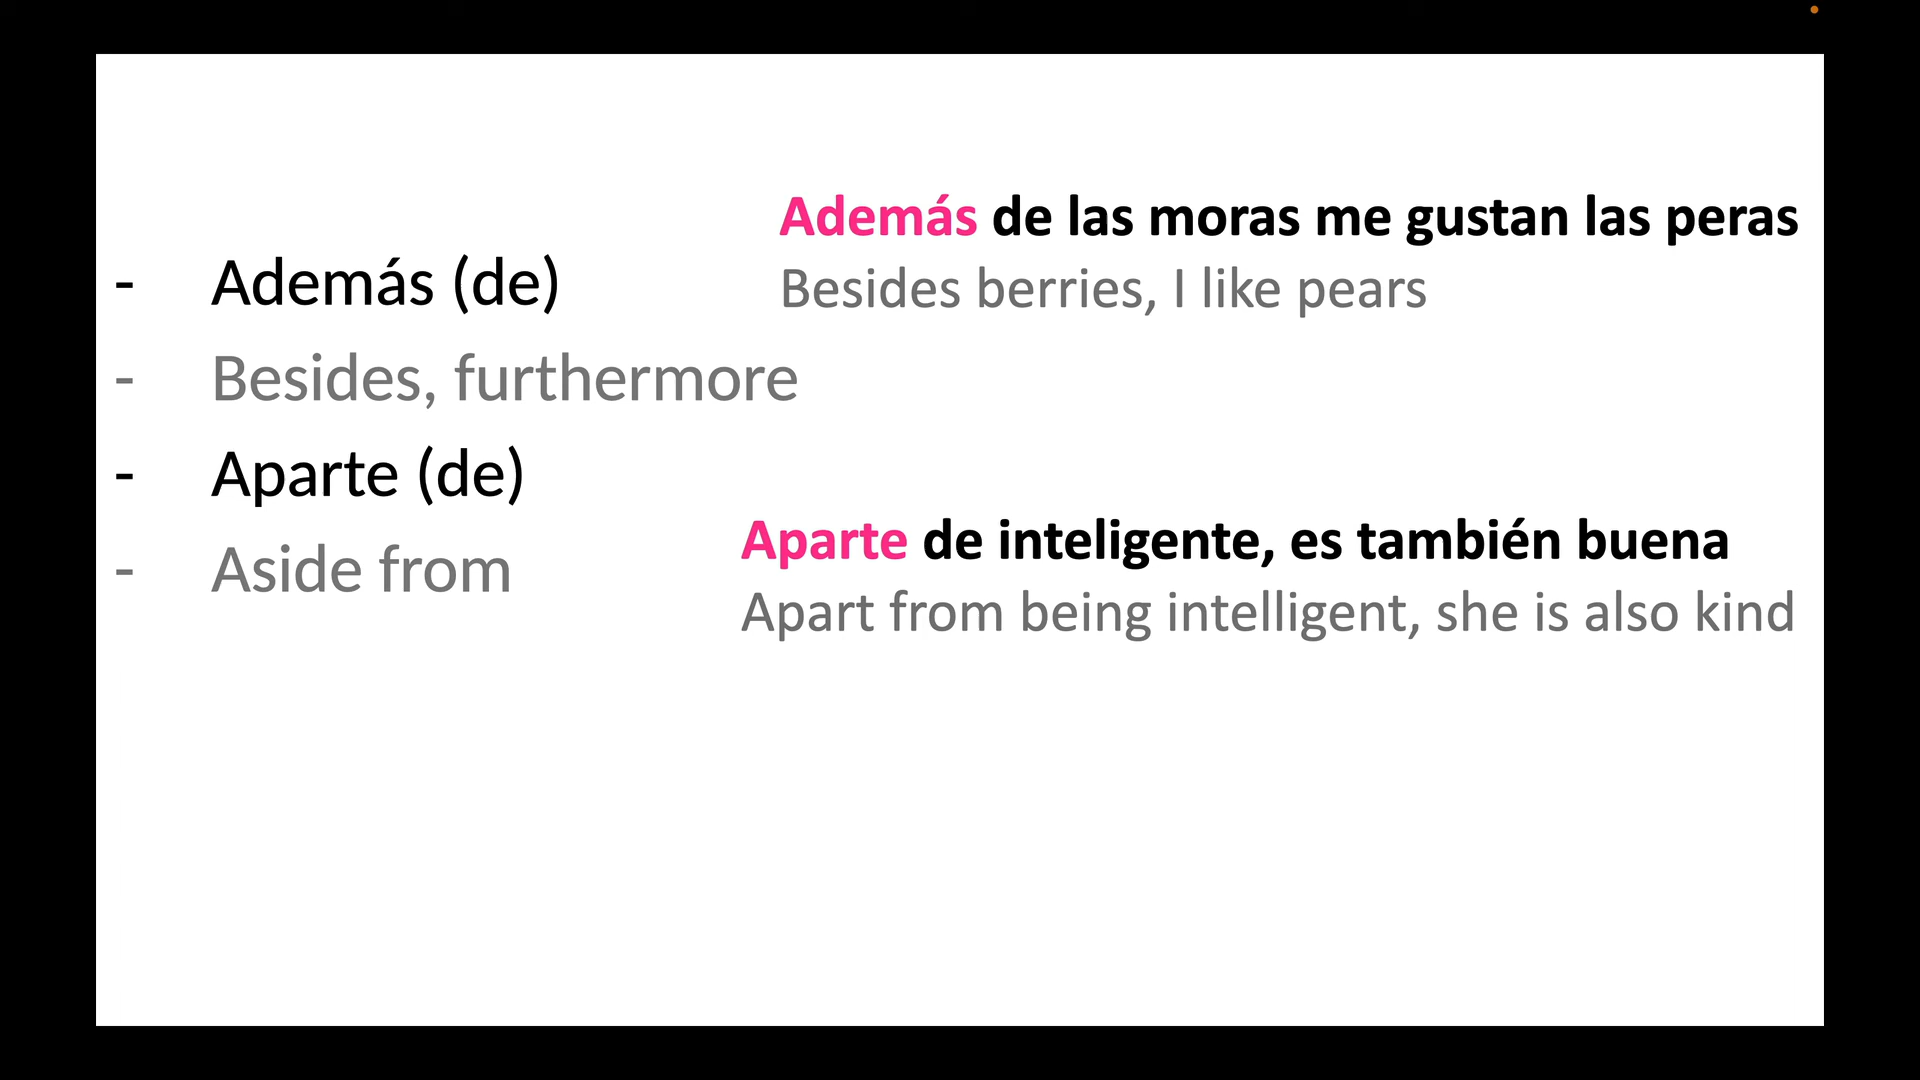 - Además (de)
- Besides, furthermore
- Aparte (de)
- Aside from
Además de las moras me gustan las peras
Besides berries, I like pears
Aparte de inteligente, es también buena
Apart from being intelligent, she is also kind